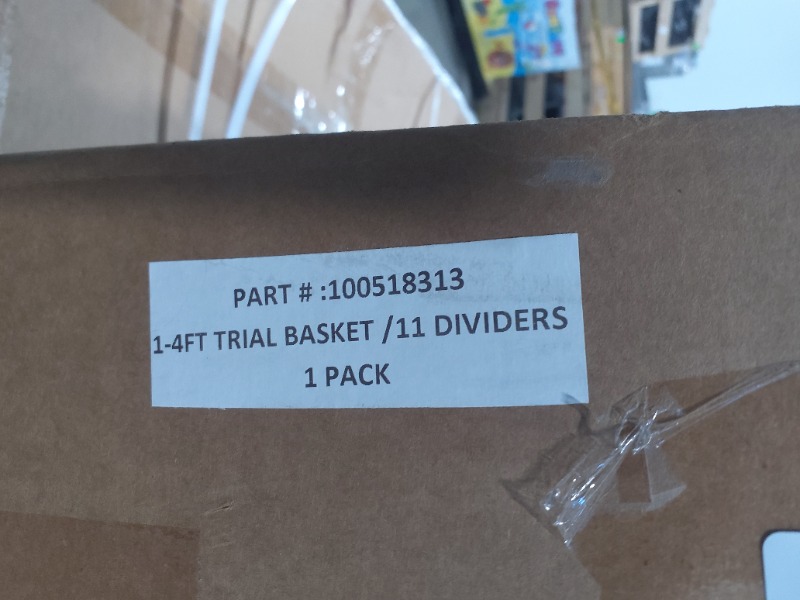 PART # :100518313
1-4FT TRIAL BASKET /11 DIVIDERS
1 PACK